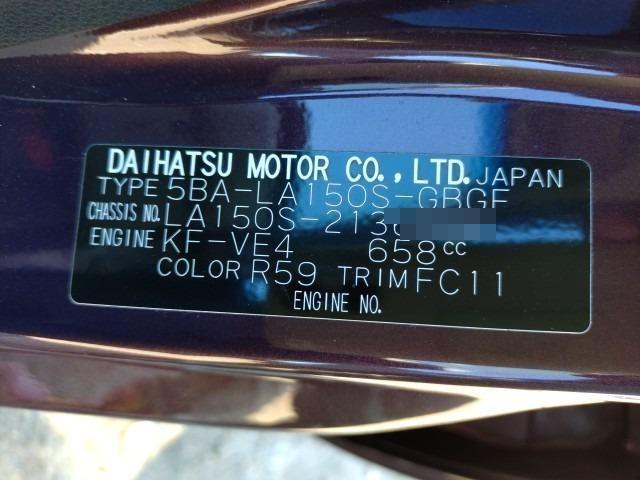 DAIHATSU MOTOR CO., LTD. JAPAN
TYPE 5BA-LA150S-GBGF
CHASSIS NO. LA150S-213
ENGINE KF-VE4 658cc
COLOR R59 TRIM FC11
ENGINE NO.